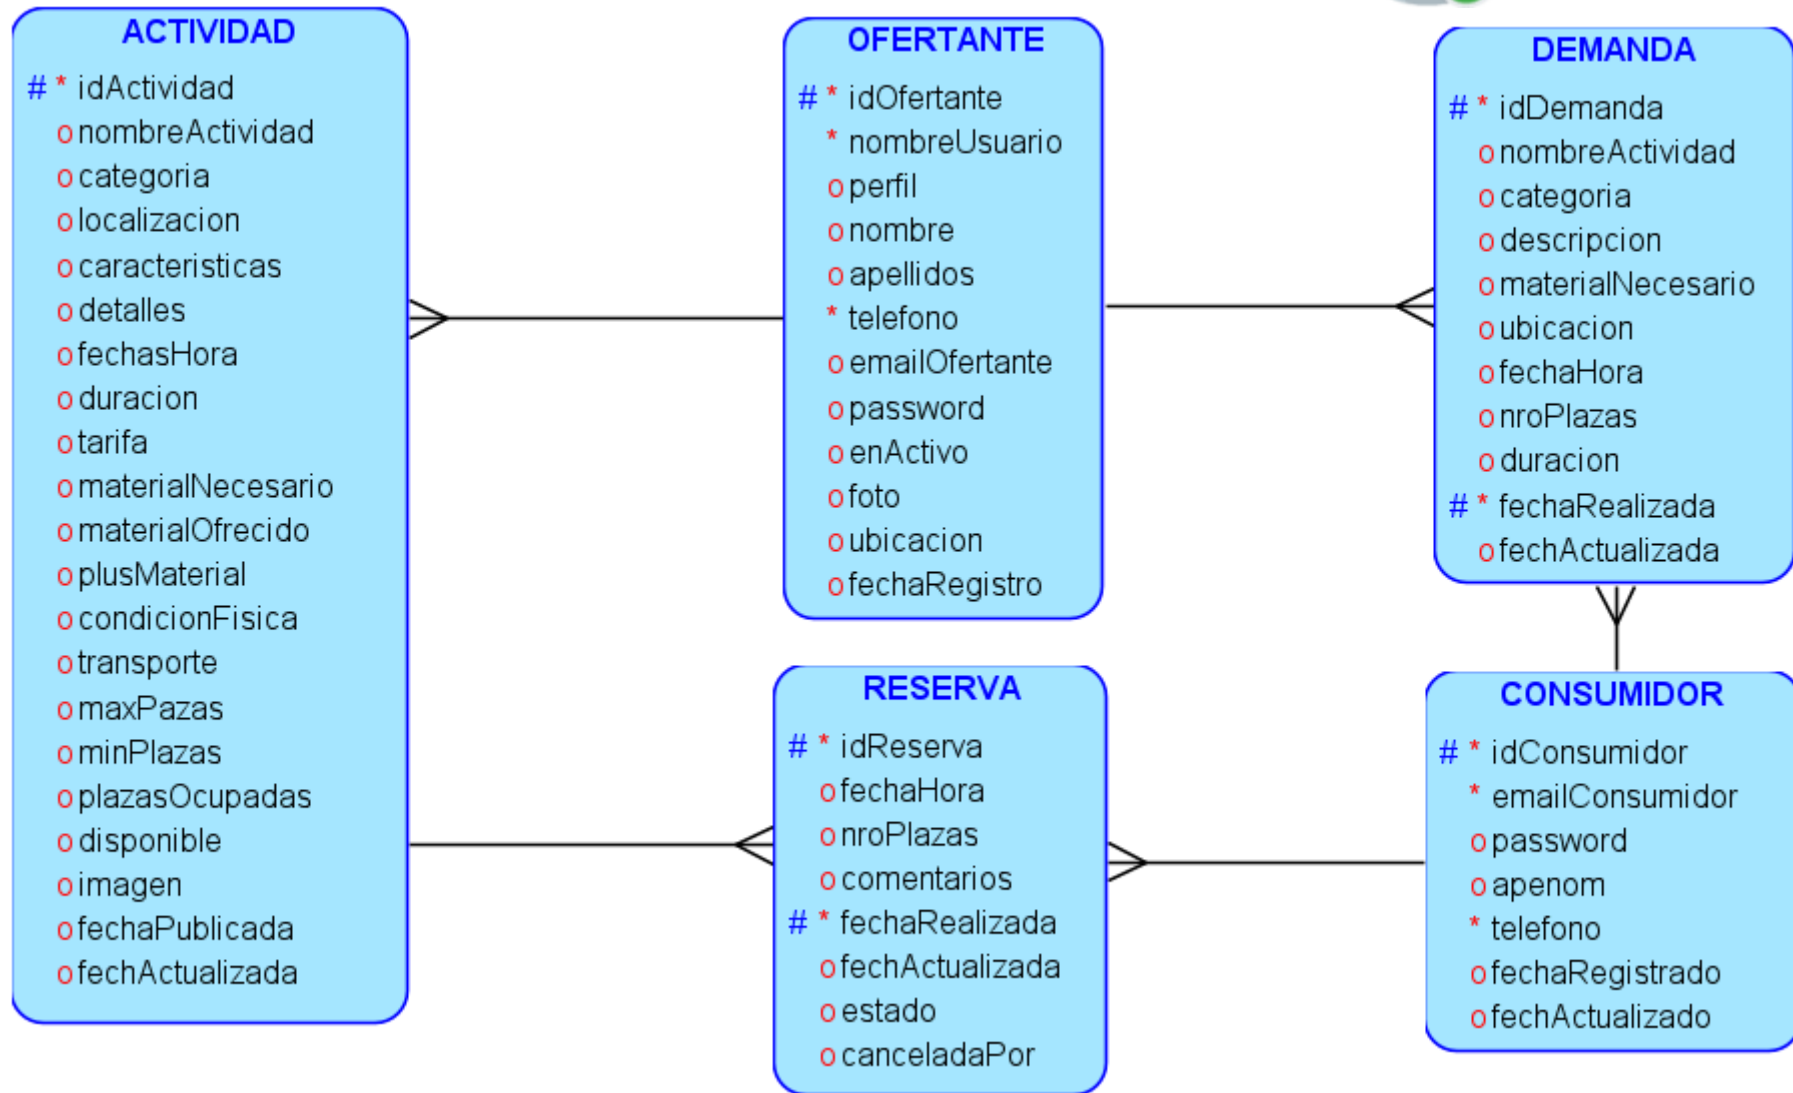 ACTIVIDAD
# * idActividad
o nombreActividad
o categoria
o localizacion
o caracteristicas
o detalles
o fechasHora
o duracion
o tarifa
o materialNecesario
o materialOfrecido
o plusMaterial
o condicionFisica
o transporte
o maxPazas
o minPlazas
o plazasOcupadas
o disponible
o imagen
o fechaPublicada
o fechActualizada
OFERTANTE
# * idOfertante
* nombreUsuario
o perfil
o nombre
o apellidos
* telefono
o emailOfertante
o password
o enActivo
o foto
o ubicacion
o fechaRegistro
DEMANDA
# * idDemanda
o nombreActividad
o categoria
o descripcion
o materialNecesario
o ubicacion
o fechaHora
o nroPlazas
o duracion
# * fechaRealizada
o fechActualizada
RESERVA
# * idReserva
o fechaHora
o nroPlazas
o comentarios
# * fechaRealizada
o fechActualizada
o estado
o canceladaPor
CONSUMIDOR
# * idConsumidor
* emailConsumidor
o password
o apenom
* telefono
o fechaRegistrado
o fechActualizado